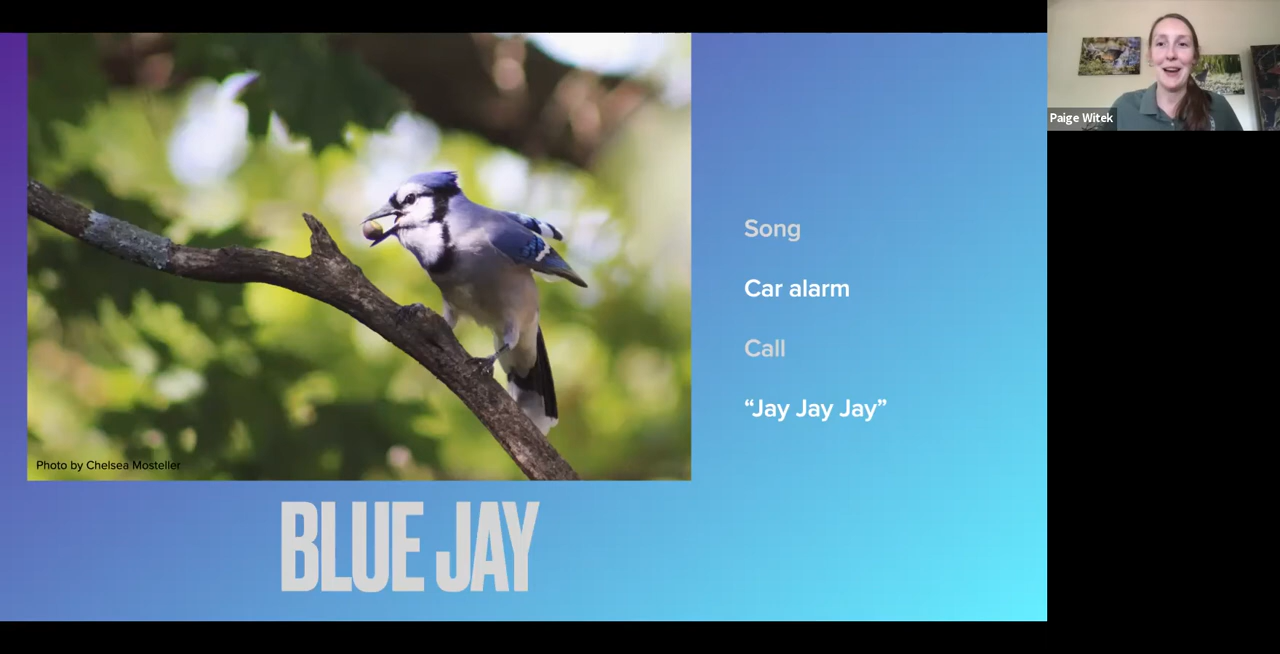 Paige Witek
Song
Car alarm
Call
“Jay Jay Jay”
Photo by Chelsea Mosteller
BLUE JAY